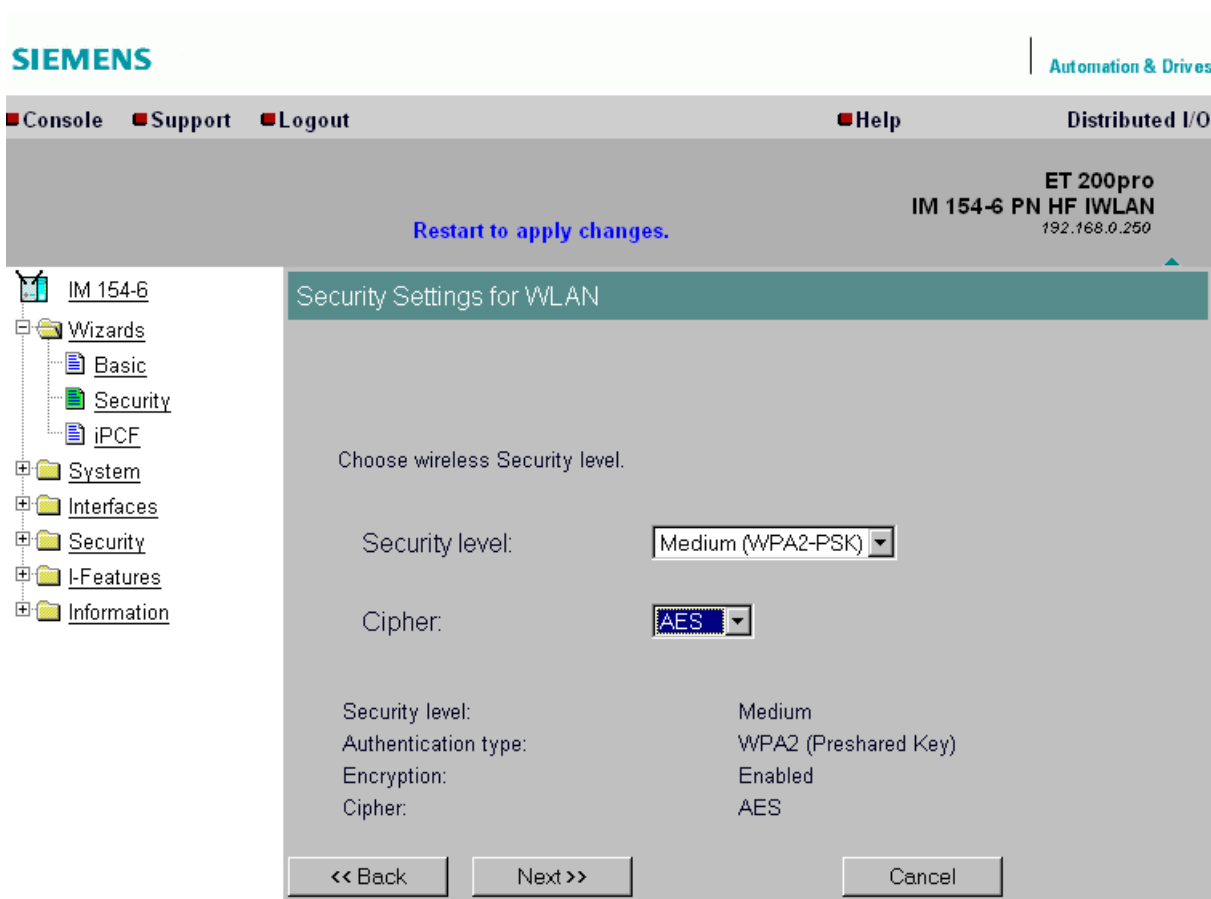 SIEMENS
Automation & Drives
Console Support Logout Help Distributed I/O
ET 200pro
IM 154-6 PN HF IWLAN
192.168.0.250
Restart to apply changes.
IM 154-6
Wizards
Basic
Security
iPCF
System
Interfaces
Security
I-Features
Information
Security Settings for WLAN
Choose wireless Security level.
Security level: Medium (WPA2-PSK)
Cipher: AES
Security level: Medium
Authentication type: WPA2 (Preshared Key)
Encryption: Enabled
Cipher: AES
<< Back Next >> Cancel